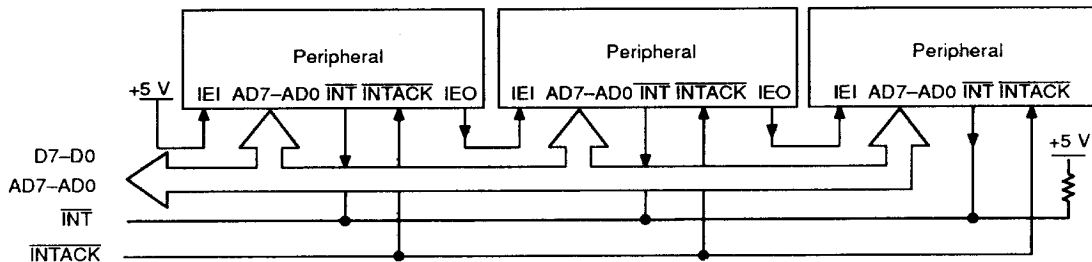 Peripheral
Peripheral
Peripheral
+5 V
IEI AD7–AD0 INT INTACK IEO
IEI AD7–AD0 INT INTACK IEO
IEI AD7–AD0 INT INTACK
+5 V
D7–D0
AD7–AD0
INT
INTACK